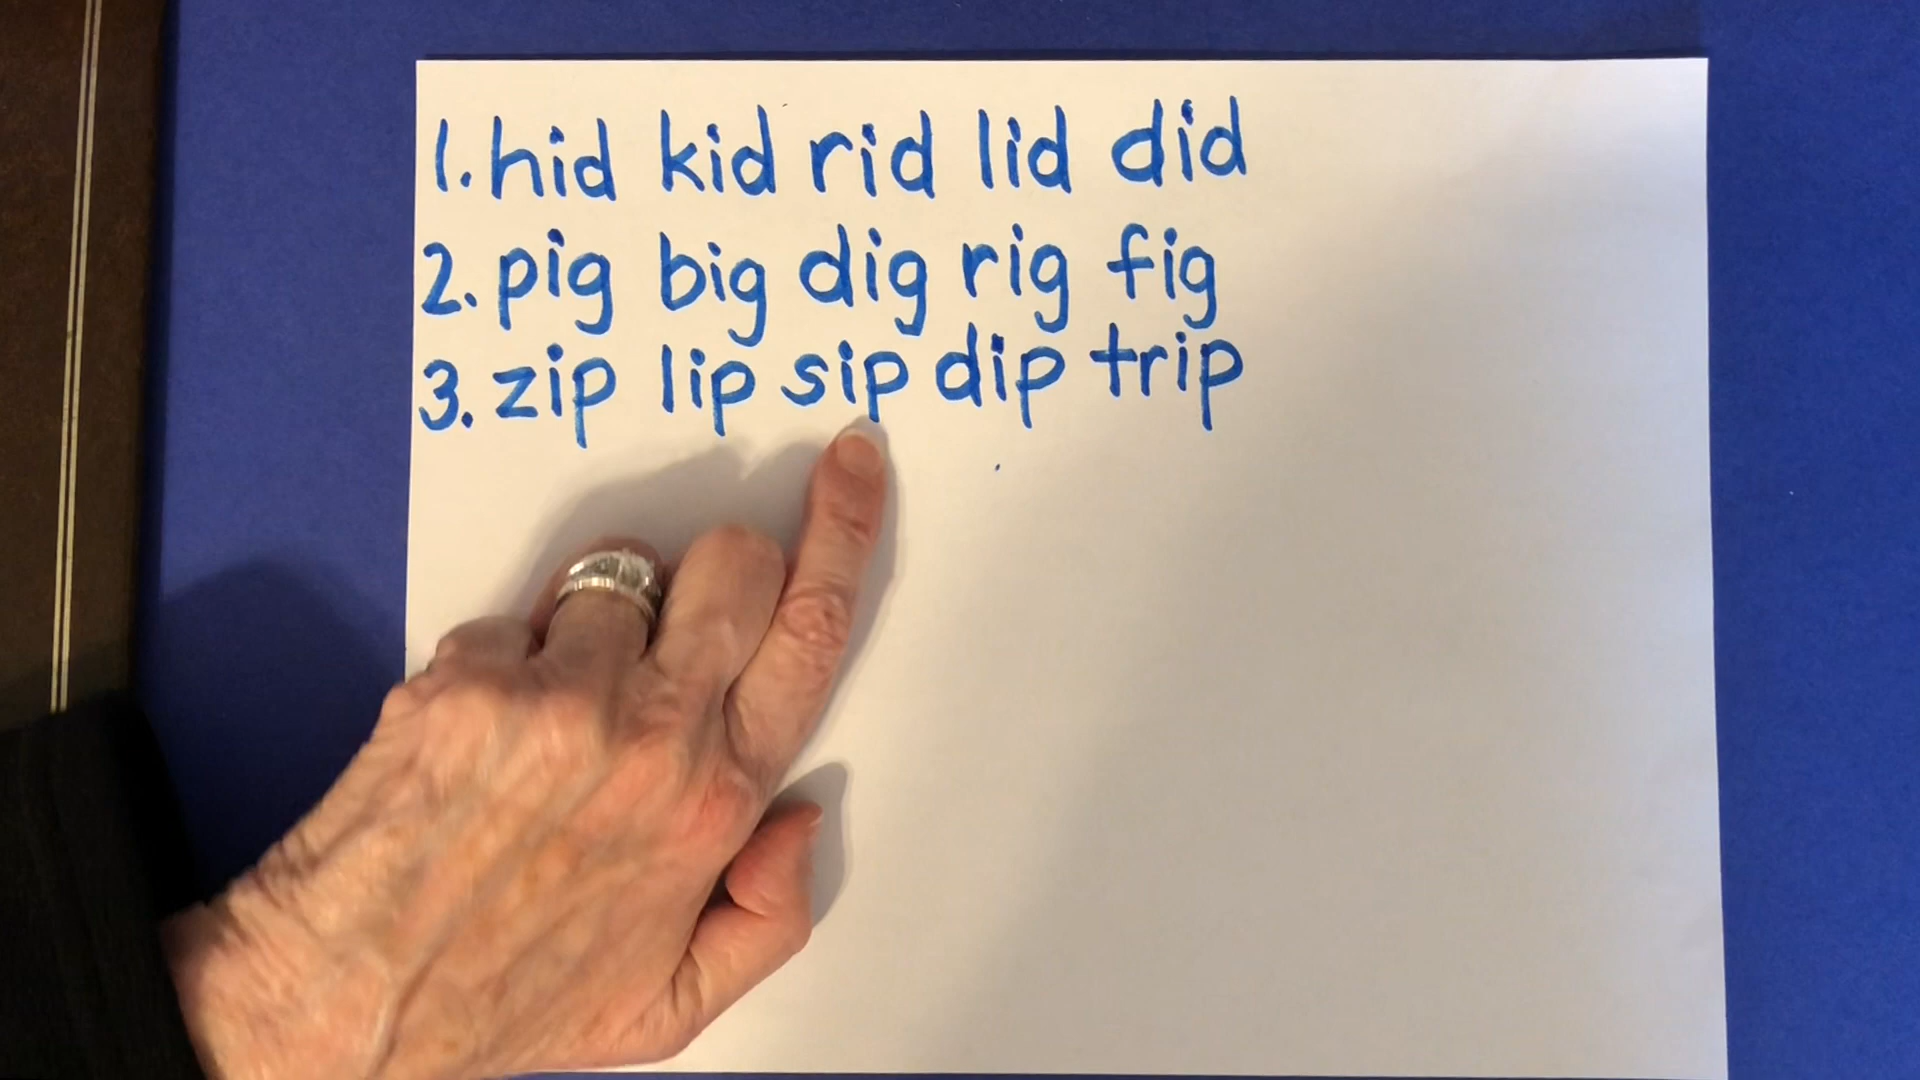 1. hid kid rid lid did
2. pig big dig rig fig
3. zip lip sip dip trip